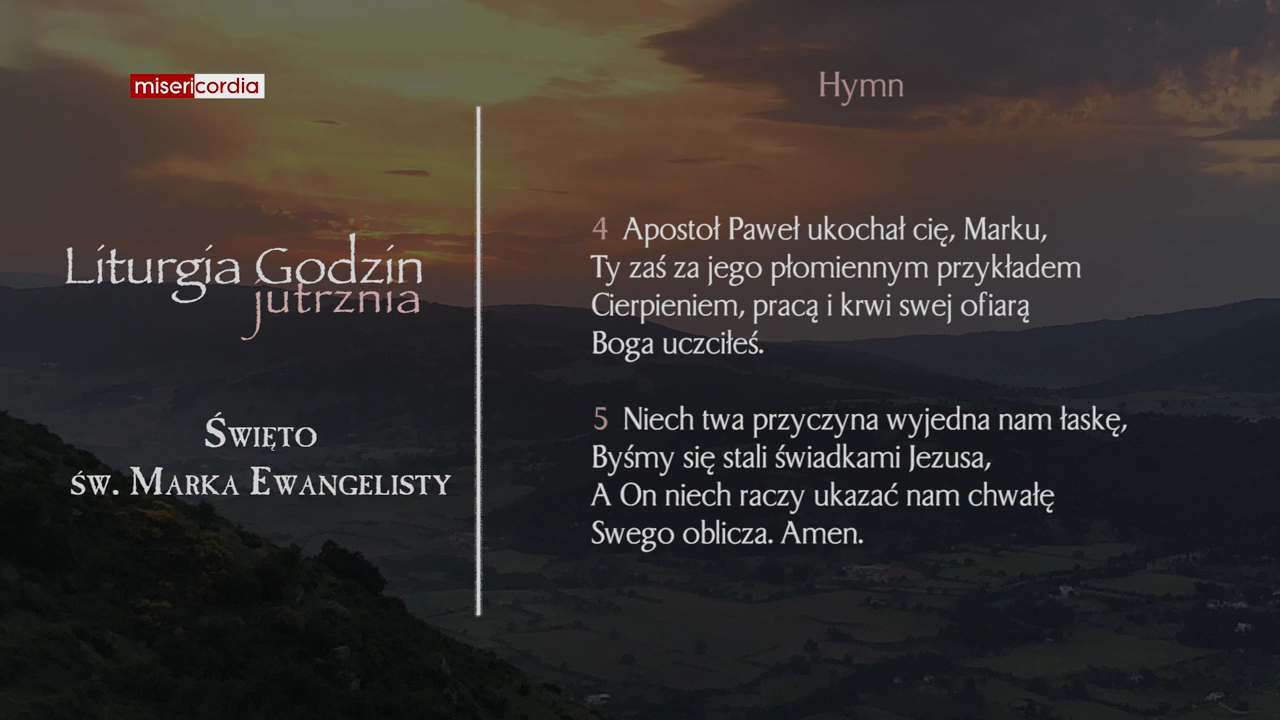 misericordia
Liturgia Godzin
jutrznia
Święto
św. Marka Ewangelisty
Hymn
4 Apostoł Paweł ukochał cię, Marku,
Ty zaś za jego płomiennym przykładem
Cierpieniem, pracą i krwi swej ofiarą
Boga uczciłeś.
5 Niech twa przyczyna wyjedna nam łaskę,
Byśmy się stali świadkami Jezusa,
A On niech raczy ukazać nam chwałę
Swego oblicza. Amen.